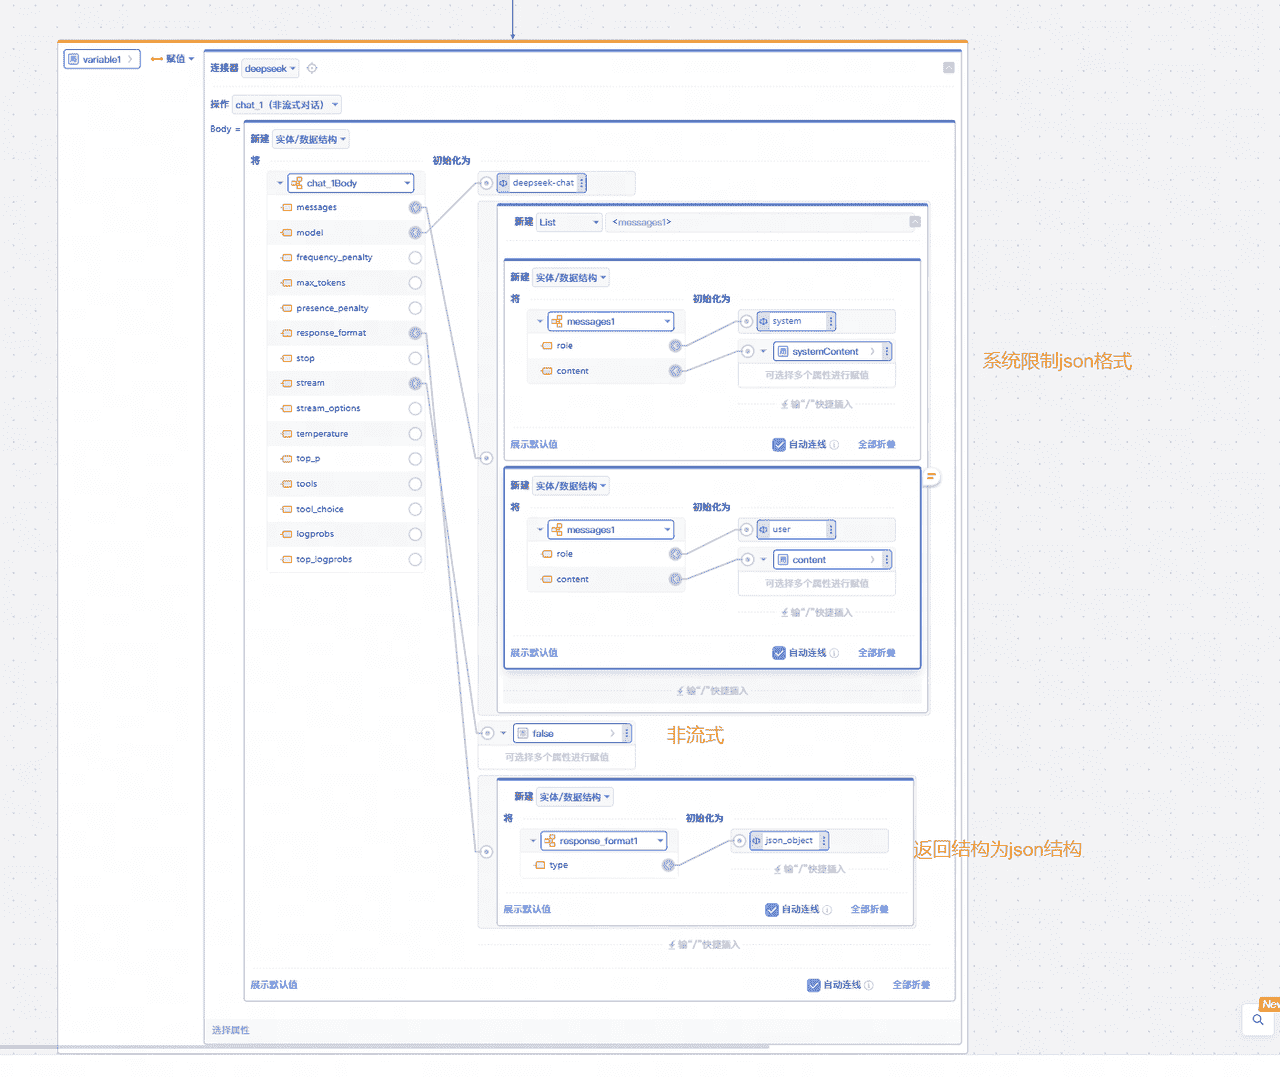 variable1
赋值
连接器 deepseek
操作 chat_1（非流式对话）
Body =
新建 实体/数据结构
将 初始化为
chat_1Body
deepseek-chat
messages
model
frequency_penalty
max_tokens
presence_penalty
response_format
stop
stream
stream_options
temperature
top_p
tools
tool_choice
logprobs
top_logprobs
新建 List <messages1>
新建 实体/数据结构
将 初始化为
messages1 system
role
systemContent
content
可选择多个属性进行赋值
输“/”快捷插入
展示默认值 自动连线 全部折叠
系统限制json格式
新建 实体/数据结构
将 初始化为
messages1 user
role
content
content
可选择多个属性进行赋值
输“/”快捷插入
展示默认值 自动连线 全部折叠
输“/”快捷插入
false
非流式
可选择多个属性进行赋值
新建 实体/数据结构
将 初始化为
response_format1 json_object
返回结构为json结构
type
输“/”快捷插入
展示默认值 自动连线 全部折叠
输“/”快捷插入
展示默认值 自动连线 全部折叠
选择属性